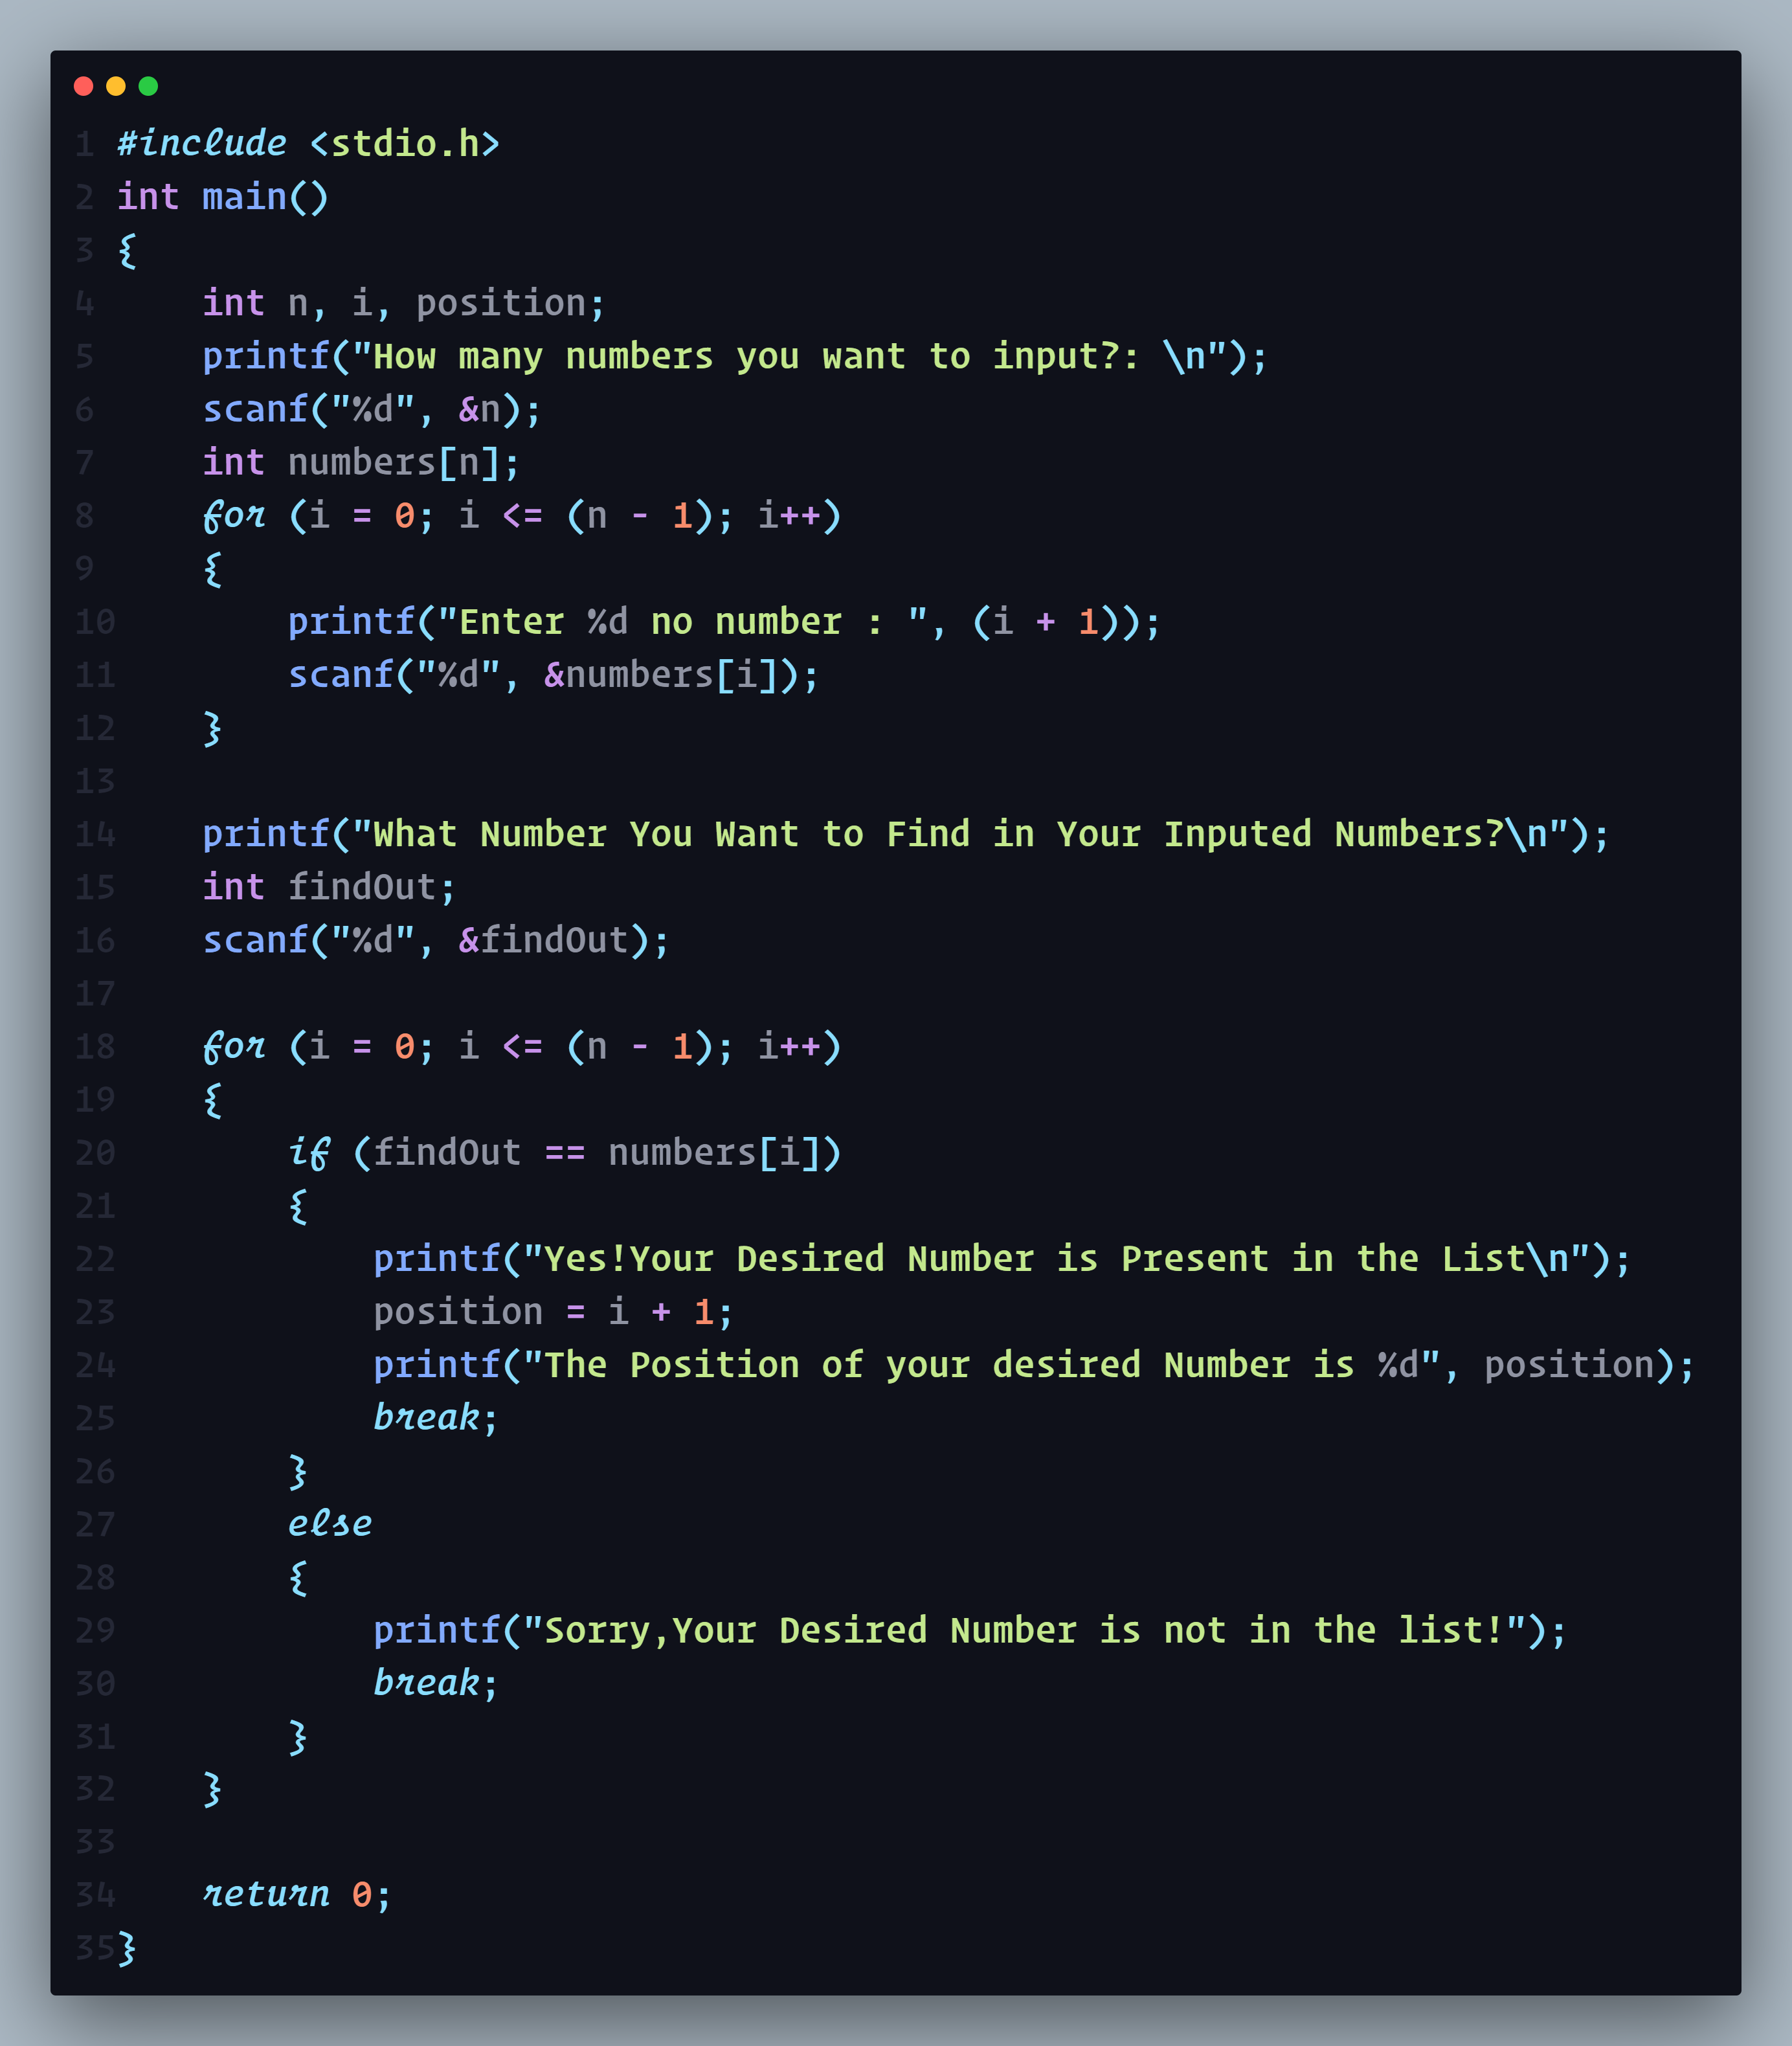 1 #include <stdio.h>
2 int main()
3 {
4     int n, i, position;
5     printf("How many numbers you want to input?: \n");
6     scanf("%d", &n);
7     int numbers[n];
8     for (i = 0; i <= (n - 1); i++)
9     {
10        printf("Enter %d no number : ", (i + 1));
11        scanf("%d", &numbers[i]);
12    }
13
14    printf("What Number You Want to Find in Your Inputed Numbers?\n");
15    int findOut;
16    scanf("%d", &findOut);
17
18    for (i = 0; i <= (n - 1); i++)
19    {
20        if (findOut == numbers[i])
21        {
22            printf("Yes!Your Desired Number is Present in the List\n");
23            position = i + 1;
24            printf("The Position of your desired Number is %d", position);
25            break;
26        }
27        else
28        {
29            printf("Sorry,Your Desired Number is not in the list!");
30            break;
31        }
32    }
33
34    return 0;
35}